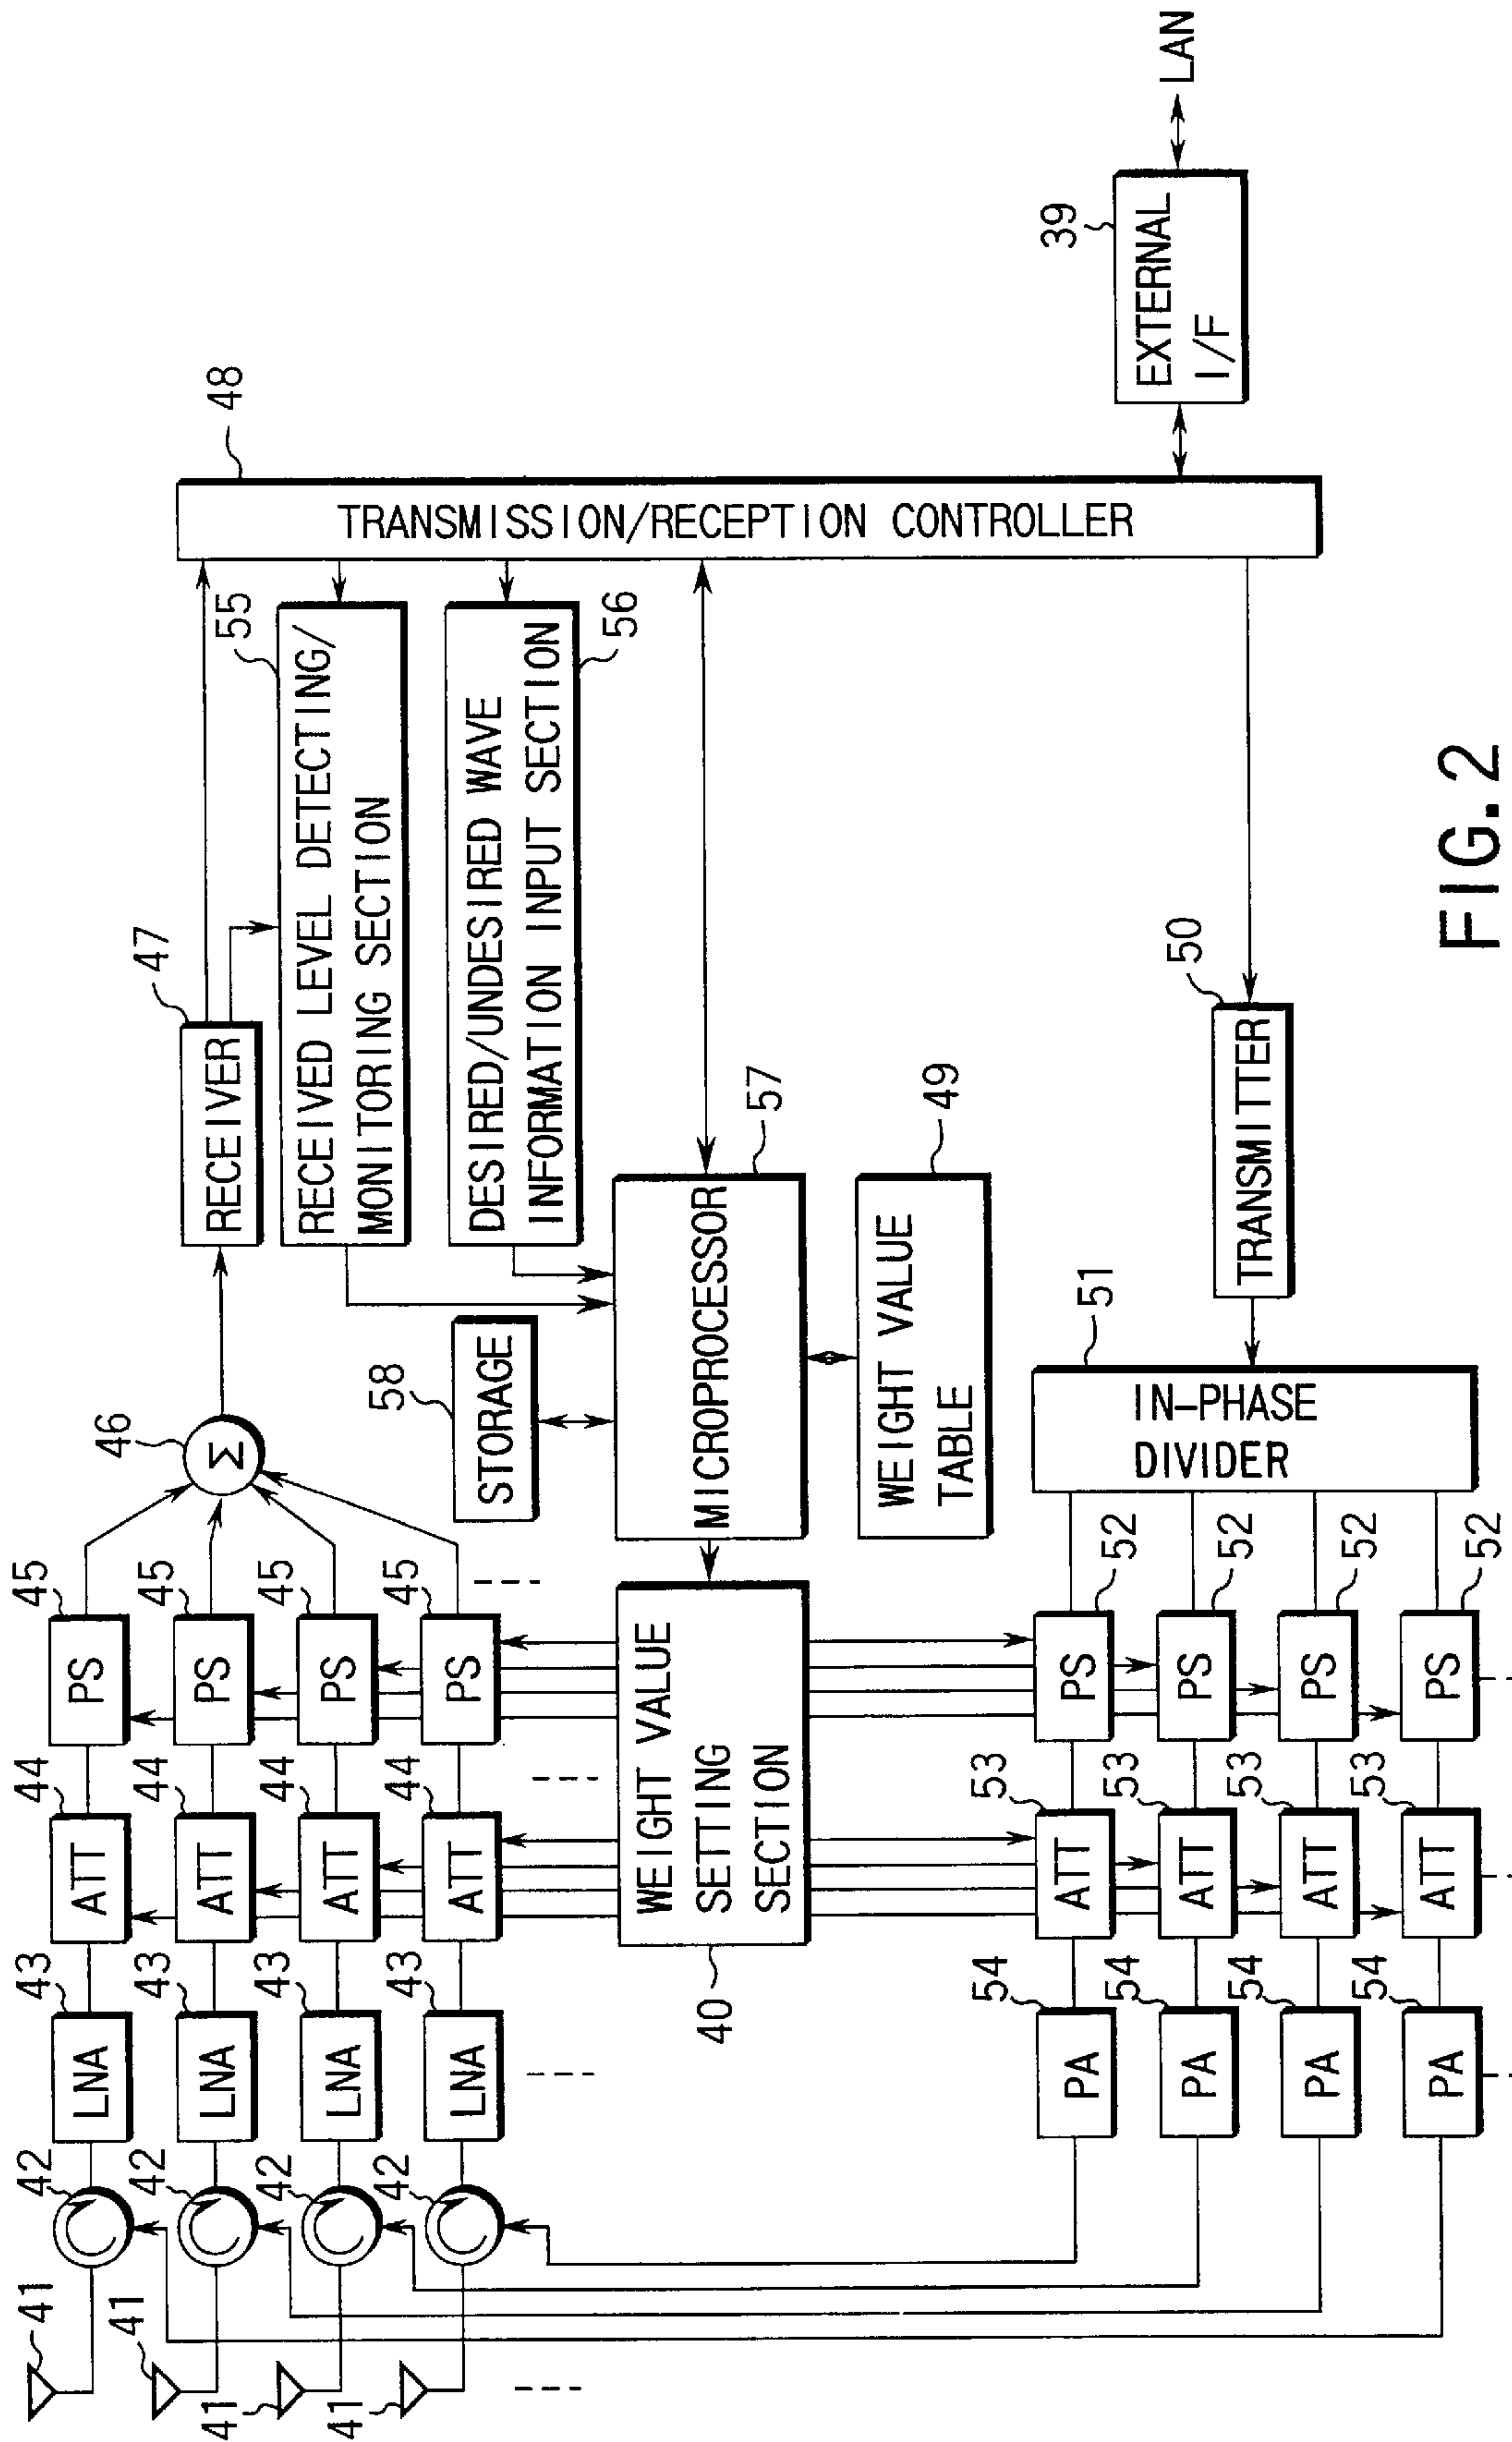 41
41
41
41
42
42
42
42
43
43
43
43
LNA
LNA
LNA
LNA
44
44
44
44
ATT
ATT
ATT
ATT
45
45
45
45
PS
PS
PS
PS
46
Σ
47
RECEIVER
48
TRANSMISSION/RECEPTION CONTROLLER
55
RECEIVED LEVEL DETECTING/
MONITORING SECTION
56
DESIRED/UNDESIRED WAVE
INFORMATION INPUT SECTION
58
STORAGE
57
MICROPROCESSOR
49
WEIGHT VALUE
TABLE
40
WEIGHT VALUE
SETTING
SECTION
39
EXTERNAL
I/F
LAN
50
TRANSMITTER
51
IN-PHASE
DIVIDER
52
52
52
52
PS
PS
PS
PS
53
53
53
53
ATT
ATT
ATT
ATT
54
54
54
54
PA
PA
PA
PA
FIG. 2